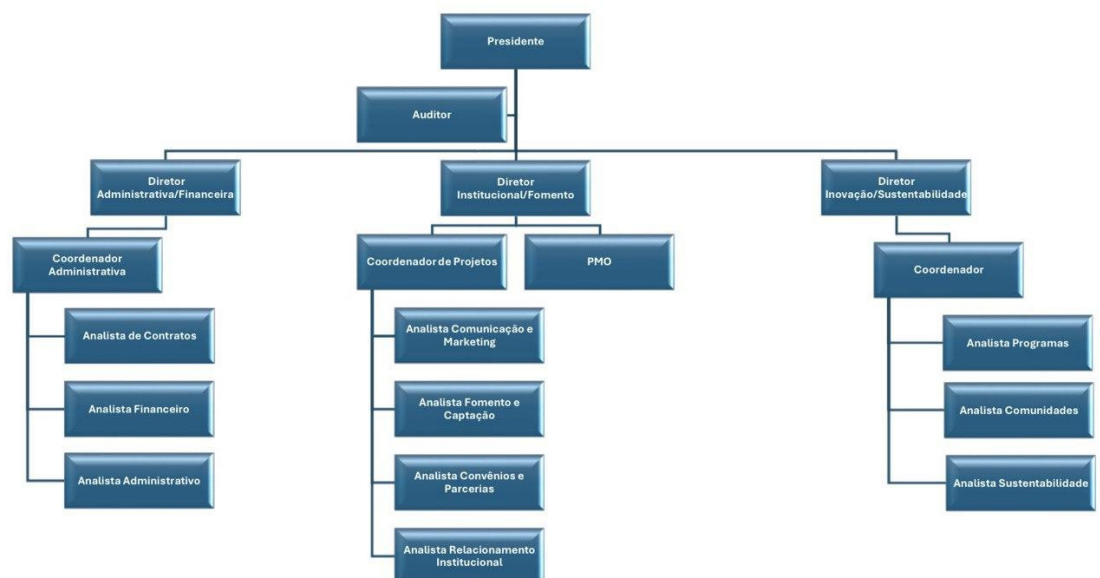 Presidente
Auditor
Diretor
Administrativa/Financeira
Diretor
Institucional/Fomento
Diretor
Inovação/Sustentabilidade
Coordenador
Administrativa
Coordenador de Projetos
PMO
Coordenador
Analista de Contratos
Analista Financeiro
Analista Administrativo
Analista Comunicação e
Marketing
Analista Fomento e
Captação
Analista Convênios e
Parcerias
Analista Relacionamento
Institucional
Analista Programas
Analista Comunidades
Analista Sustentabilidade